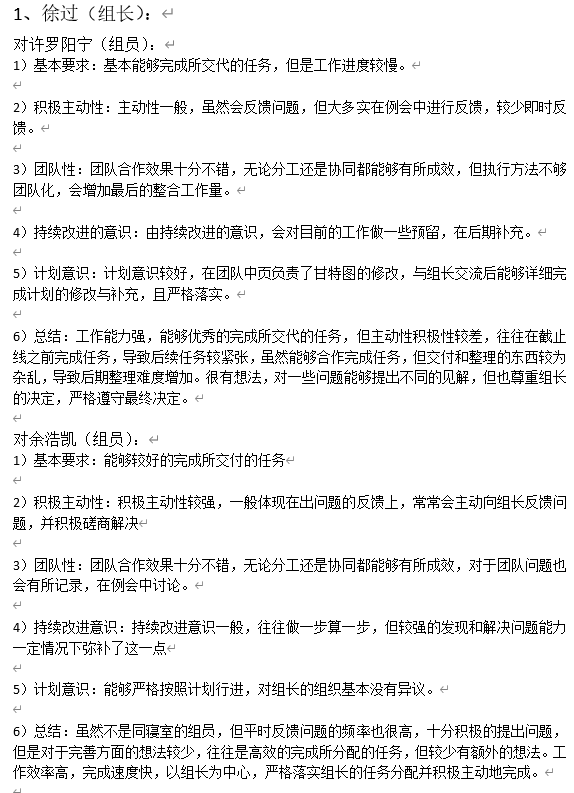 1、徐过（组长）：
对许罗阳宁（组员）：
1）基本要求：基本能够完成所交代的任务，但是工作进度较慢。
2）积极主动性：主动性一般，虽然会反馈问题，但大多实在例会中进行反馈，较少即时反
馈。
3）团队性：团队合作效果十分不错，无论分工还是协同都能够有所成效，但执行方法不够
团队化，会增加最后的整合工作量。
4）持续改进的意识：由持续改进的意识，会对目前的工作做一些预留，在后期补充。
5）计划意识：计划意识较好，在团队中页负责了甘特图的修改，与组长交流后能够详细完
成计划的修改与补充，且严格落实。
6）总结：工作能力强，能够优秀的完成所交代的任务，但主动性积极性较差，往往在截止
线之前完成任务，导致后续任务较紧张，虽然能够合作完成任务，但交付和整理的东西较为
杂乱，导致后期整理难度增加。很有想法，对一些问题能够提出不同的见解，但也尊重组长
的决定，严格遵守最终决定。
对余浩凯（组员）：
1）基本要求：能够较好的完成所交付的任务
2）积极主动性：积极主动性较强，一般体现在出问题的反馈上，常常会主动向组长反馈问
题，并积极磋商解决
3）团队性：团队合作效果十分不错，无论分工还是协同都能够有所成效，对于团队问题也
会有所记录，在例会中讨论。
4）持续改进意识：持续改进意识一般，往往做一步算一步，但较强的发现和解决问题能力
一定情况下弥补了这一点
5）计划意识：能够严格按照计划行进，对组长的组织基本没有异议。
6）总结：虽然不是同寝室的组员，但平时反馈问题的频率也很高，十分积极的提出问题，
但是对于完善方面的想法较少，往往是高效的完成所分配的任务，但较少有额外的想法。工
作效率高，完成速度快，以组长为中心，严格落实组长的任务分配并积极主动地完成。